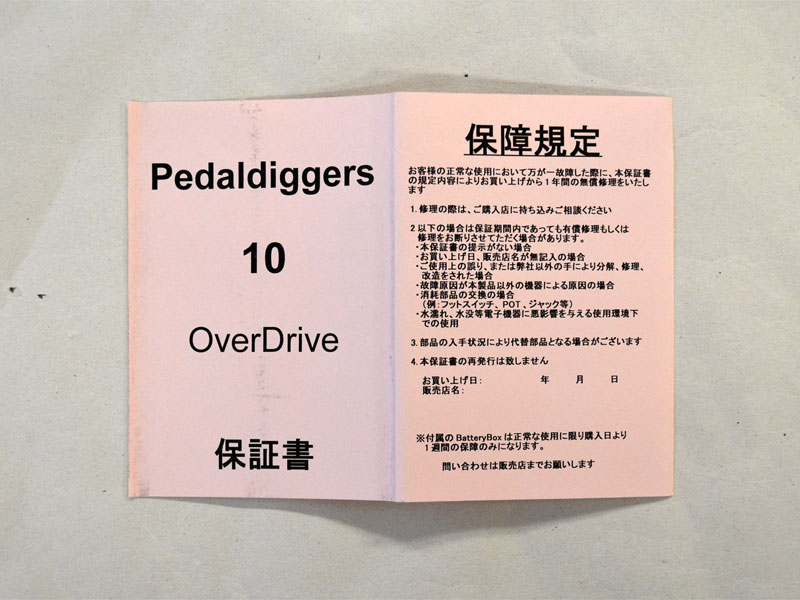 Pedaldiggers
10
OverDrive
保証書
保障規定
お客様の正常な使用において万が一故障した際に、本保証書
の規定内容によりお買い上げから1年間の無償修理をいたし
ます
1. 修理の際は、ご購入店に持ち込みご相談ください
2 以下の場合は保証期間内であっても有償修理もしくは
修理をお断りさせてただく場合があります。
・本保証書の提示がない場合
・お買い上げ日、販売店名が無記入の場合
・ご使用上の誤り、または弊社以外の手により分解、修理、
改造をされた場合
・故障原因が本製品以外の機器による原因の場合
・消耗部品の交換の場合
(例:フットスイッチ、POT、ジャック等)
・水濡れ、水没等電子機器に悪影響を与える使用環境下
での使用
3. 部品の入手状況により代替部品となる場合がございます
4. 本保証書の再発行は致しません
お買い上げ日: 年 月 日
販売店名:
※付属の BatteryBox は正常な使用に限り購入日より
1週間の保障のみになります。
問い合わせは販売店までお願いします